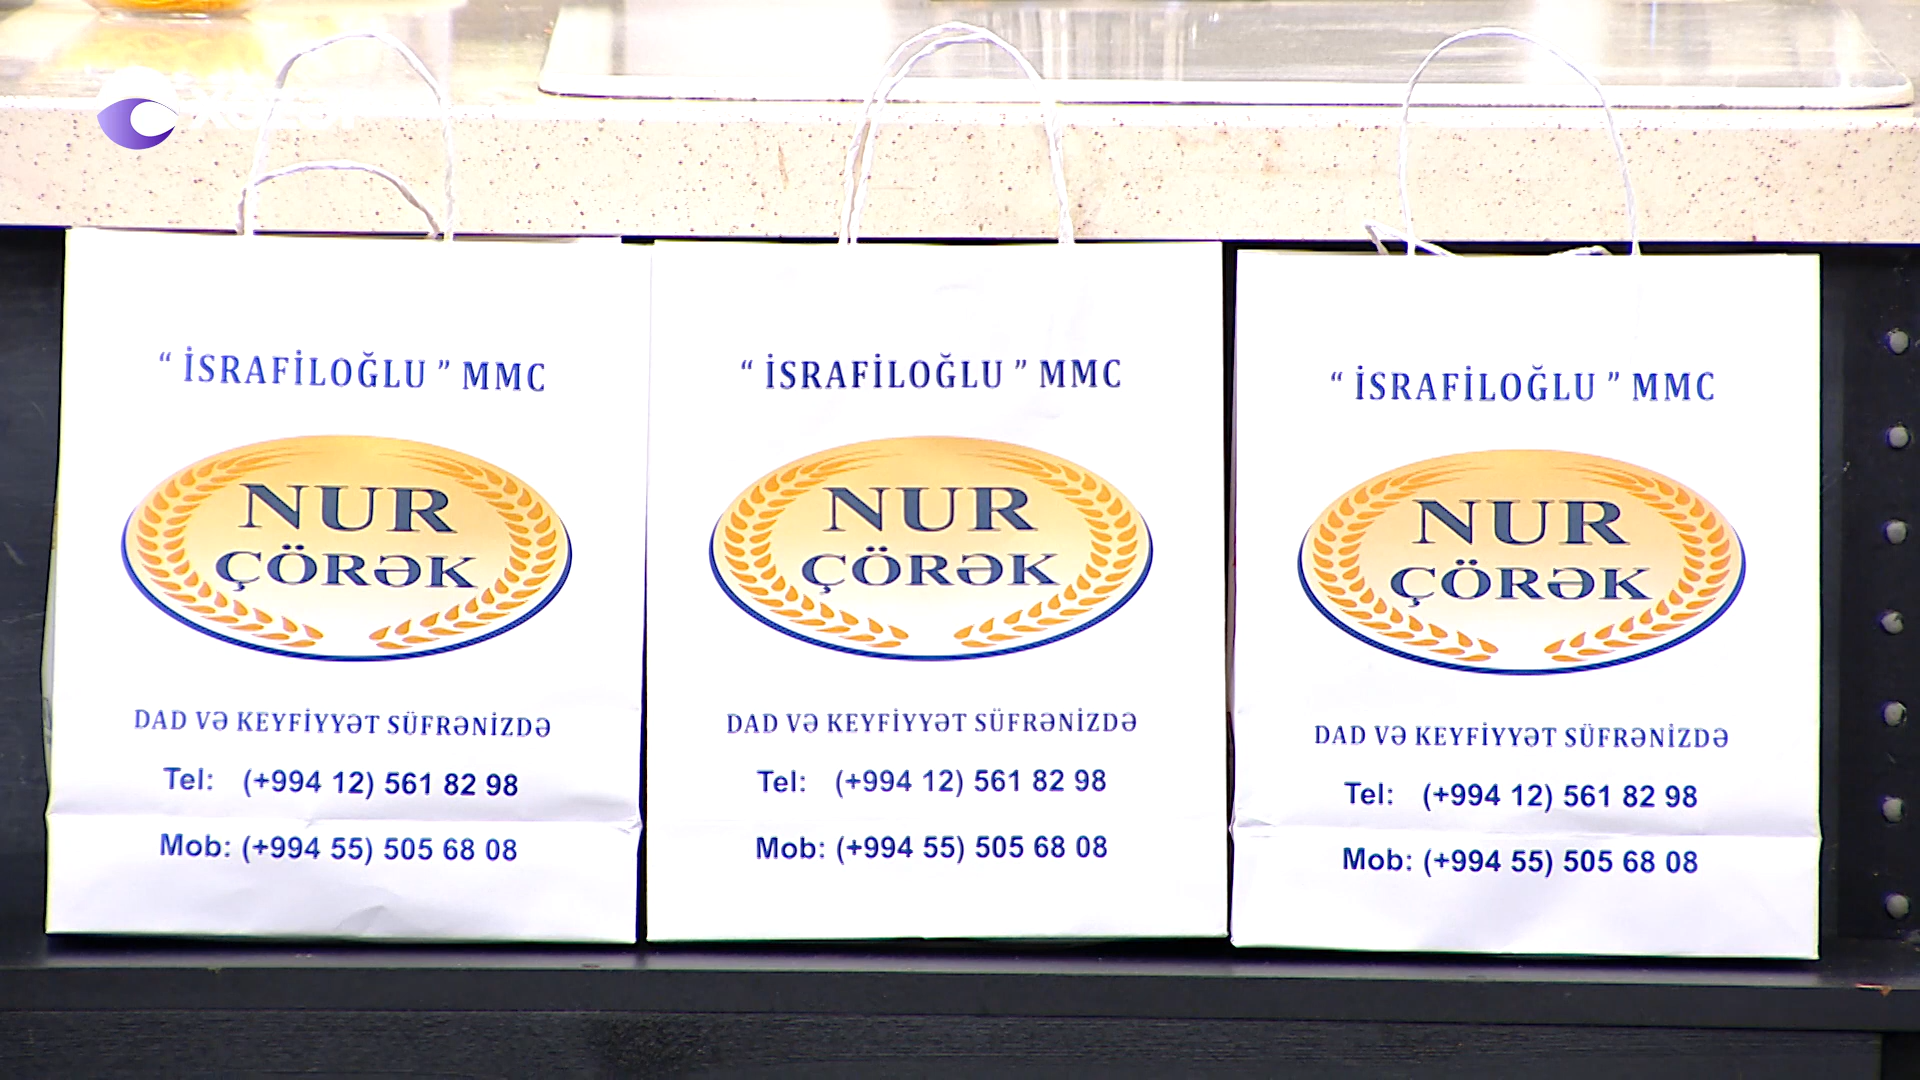 “ İSRAFİLOĞLU ” MMC
NUR
ÇÖRƏK
DAD VƏ KEYFİYYƏT SÜFRƏNİZDƏ
Tel: (+994 12) 561 82 98
Mob: (+994 55) 505 68 08
“ İSRAFİLOĞLU ” MMC
NUR
ÇÖRƏK
DAD VƏ KEYFİYYƏT SÜFRƏNİZDƏ
Tel: (+994 12) 561 82 98
Mob: (+994 55) 505 68 08
“ İSRAFİLOĞLU ” MMC
NUR
ÇÖRƏK
DAD VƏ KEYFİYYƏT SÜFRƏNİZDƏ
Tel: (+994 12) 561 82 98
Mob: (+994 55) 505 68 08